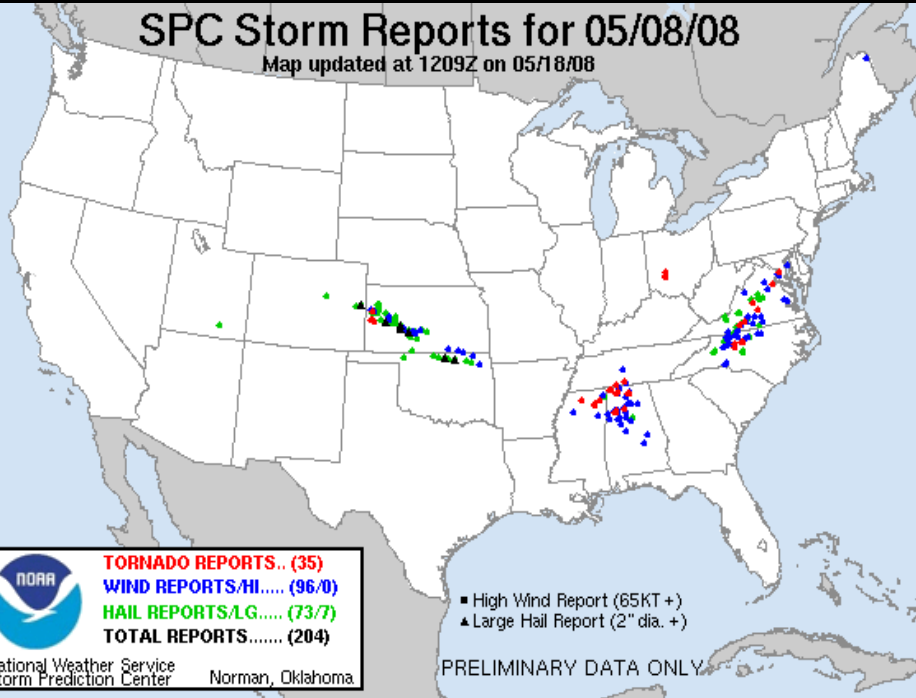 SPC Storm Reports for 05/08/08
Map updated at 1209Z on 05/18/08
NOAA
TORNADO REPORTS.. (35)
WIND REPORTS/HI..... (96/0)
HAIL REPORTS/LG..... (73/7)
TOTAL REPORTS....... (204)
ational Weather Service
torm Prediction Center Norman, Oklahoma
High Wind Report (65KT +)
Large Hail Report (2" dia. +)
PRELIMINARY DATA ONLY